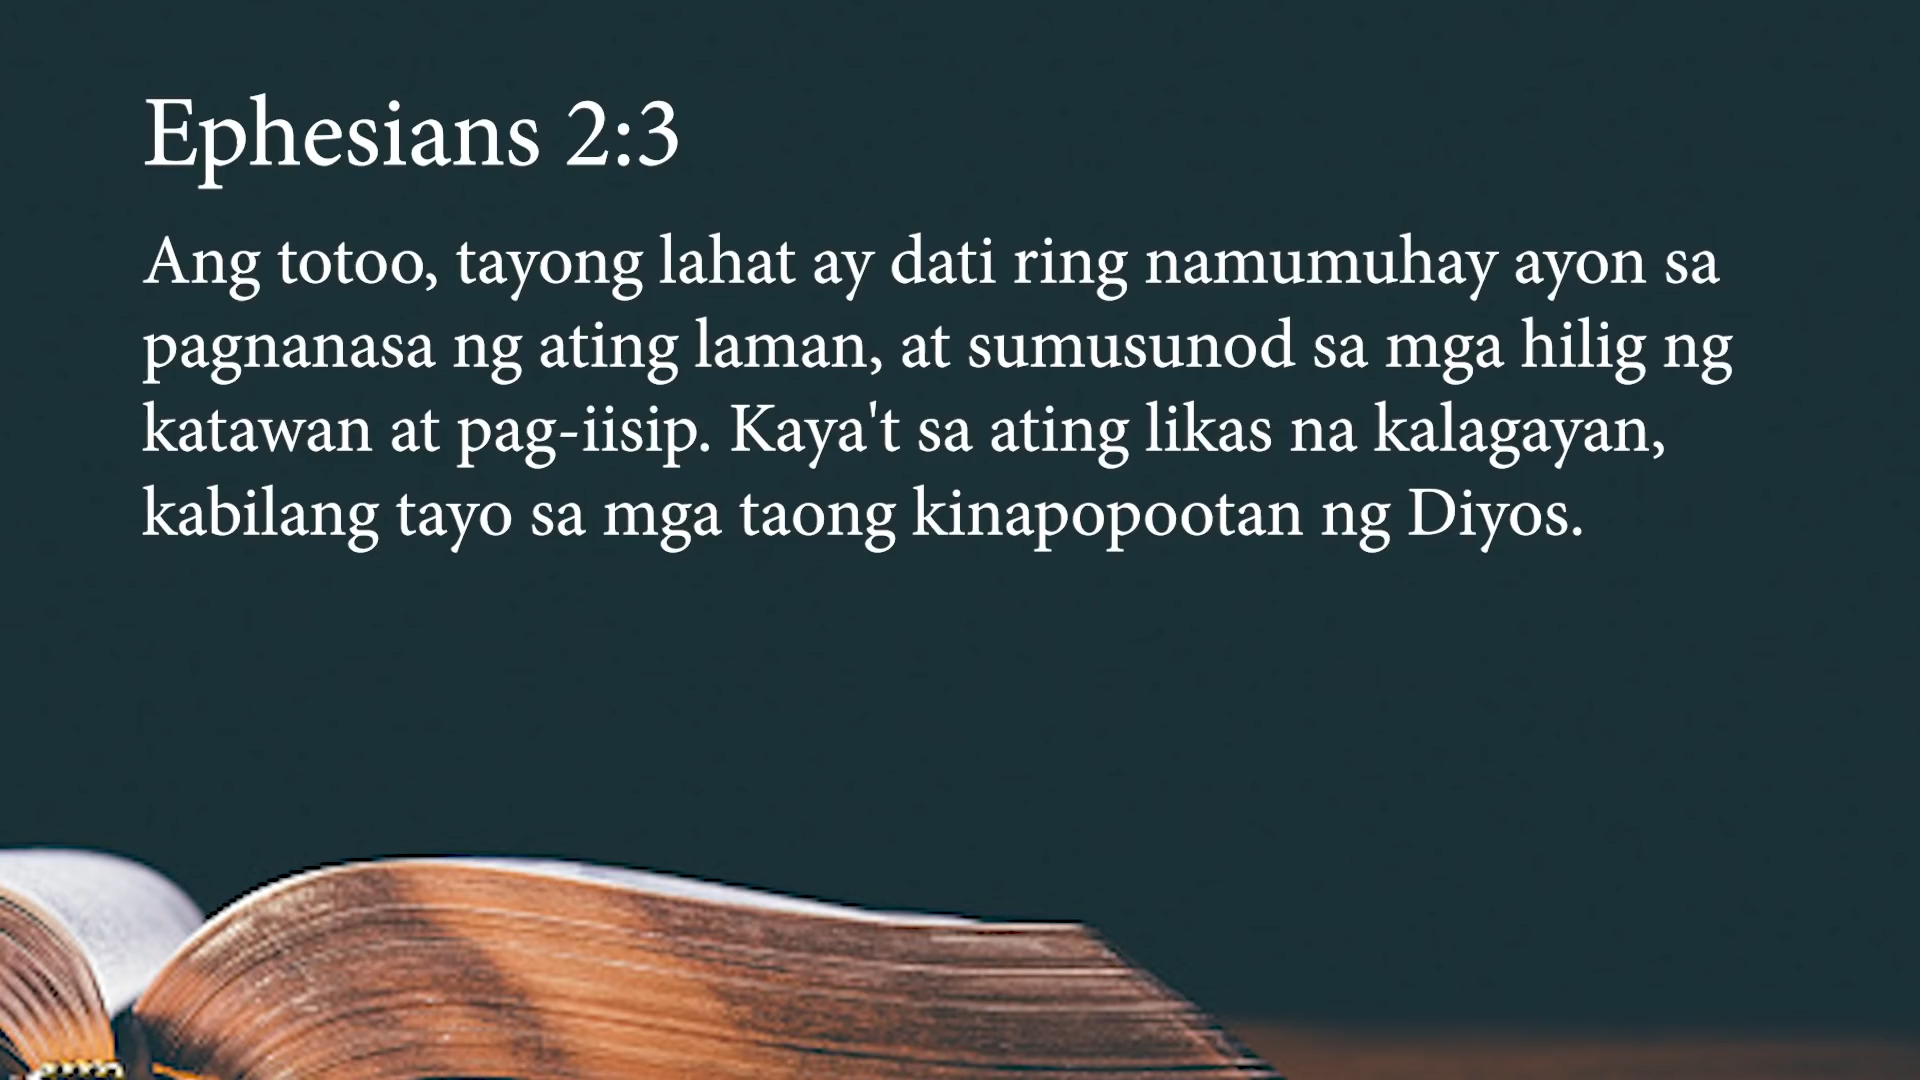 Ephesians 2:3
Ang totoo, tayong lahat ay dati ring namumuhay ayon sa
pagnanasa ng ating laman, at sumusunod sa mga hilig ng
katawan at pag-iisip. Kaya't sa ating likas na kalagayan,
kabilang tayo sa mga taong kinapopootan ng Diyos.